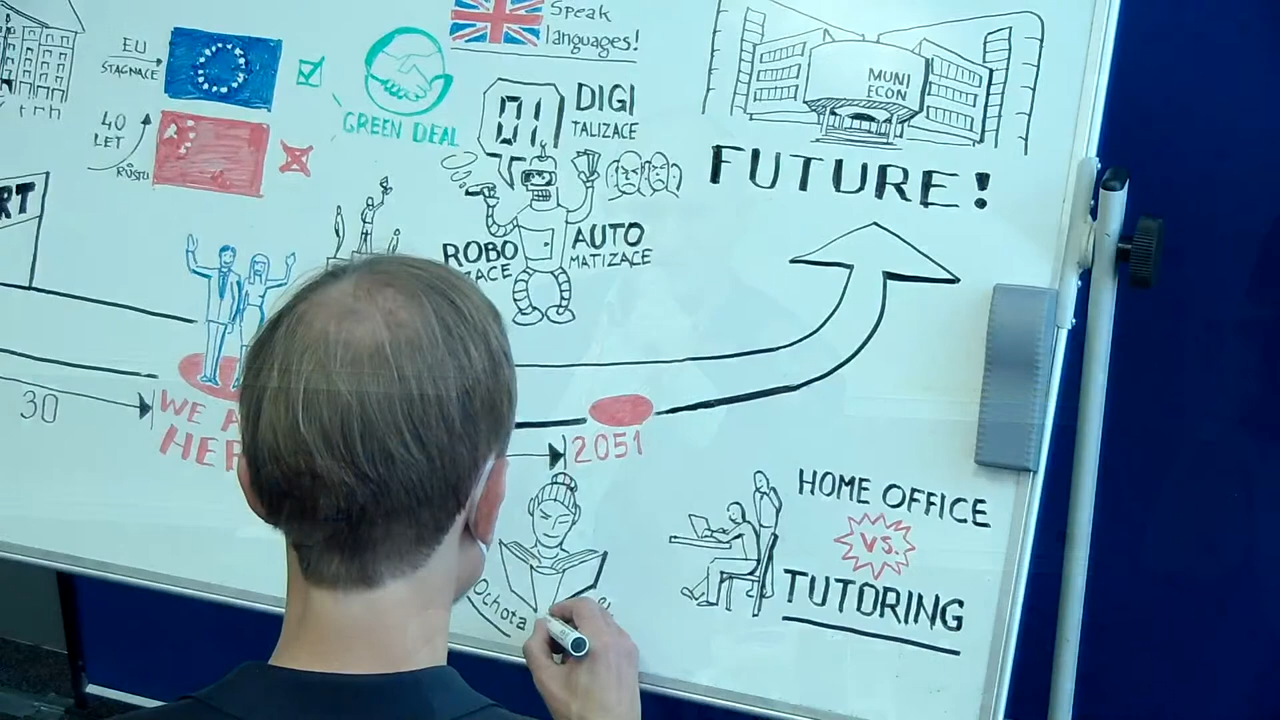 EU
STAGNACE
40
LET
RŮSTU
GREEN DEAL
Speak
languages!
01.
DIGI
TALIZACE
ROBO
ZACE
AUTO
MATIZACE
MUNI
ECON
FUTURE!
RT
30
WE A
HER
2051
Ochota
HOME OFFICE
VS.
TUTORING